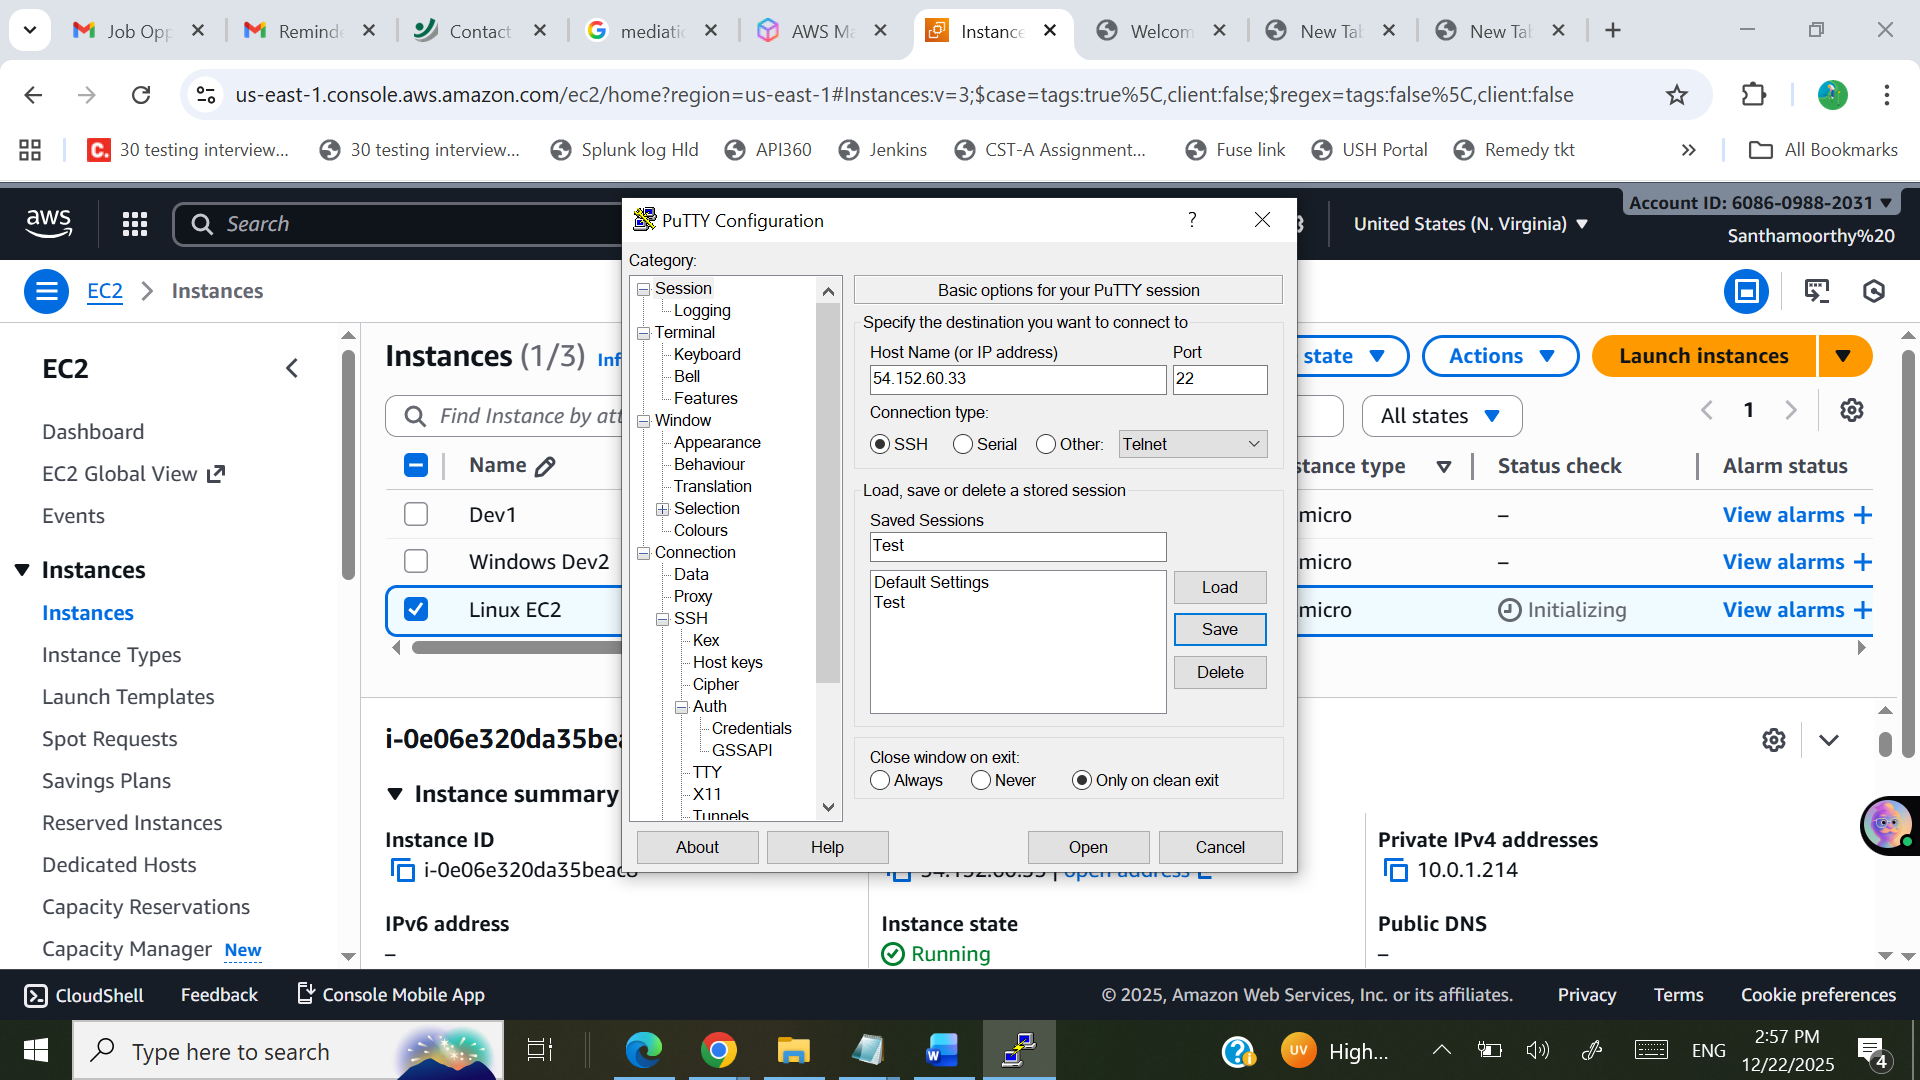 Job Opp
Reminde
Contact
mediatic
AWS Ma
Instance
Welcom
New Tab
New Tab
us-east-1.console.aws.amazon.com/ec2/home?region=us-east-1#Instances:v=3;$case=tags:true%5C,client:false;$regex=tags:false%5C,client:false
30 testing interview...
30 testing interview...
Splunk log Hld
API360
Jenkins
CST-A Assignment...
Fuse link
USH Portal
Remedy tkt
All Bookmarks
aws
Search
United States (N. Virginia)
Account ID: 6086-0988-2031
Santhamoorthy%20
EC2
Instances
EC2
Dashboard
EC2 Global View
Events
Instances
Instances
Instance Types
Launch Templates
Spot Requests
Savings Plans
Reserved Instances
Dedicated Hosts
Capacity Reservations
Capacity Manager New
Instances (1/3) Inf
state
Actions
Launch instances
Find Instance by att
All states
1
Name
stance type
Status check
Alarm status
Dev1
micro
–
View alarms
Windows Dev2
micro
–
View alarms
Linux EC2
micro
Initializing
View alarms
i-0e06e320da35bea
Instance summary
Instance ID
i-0e06e320da35beac8
54.152.60.33 | open address
Private IPv4 addresses
10.0.1.214
IPv6 address
–
Instance state
Running
Public DNS
–
PuTTY Configuration
?
Category:
Session
Logging
Terminal
Keyboard
Bell
Features
Window
Appearance
Behaviour
Translation
Selection
Colours
Connection
Data
Proxy
SSH
Kex
Host keys
Cipher
Auth
Credentials
GSSAPI
TTY
X11
Tunnels
Basic options for your PuTTY session
Specify the destination you want to connect to
Host Name (or IP address)
Port
54.152.60.33
22
Connection type:
SSH
Serial
Other:
Telnet
Load, save or delete a stored session
Saved Sessions
Test
Default Settings
Test
Load
Save
Delete
Close window on exit:
Always
Never
Only on clean exit
About
Help
Open
Cancel
CloudShell
Feedback
Console Mobile App
© 2025, Amazon Web Services, Inc. or its affiliates.
Privacy
Terms
Cookie preferences
Type here to search
UV
High...
ENG
2:57 PM
12/22/2025
4